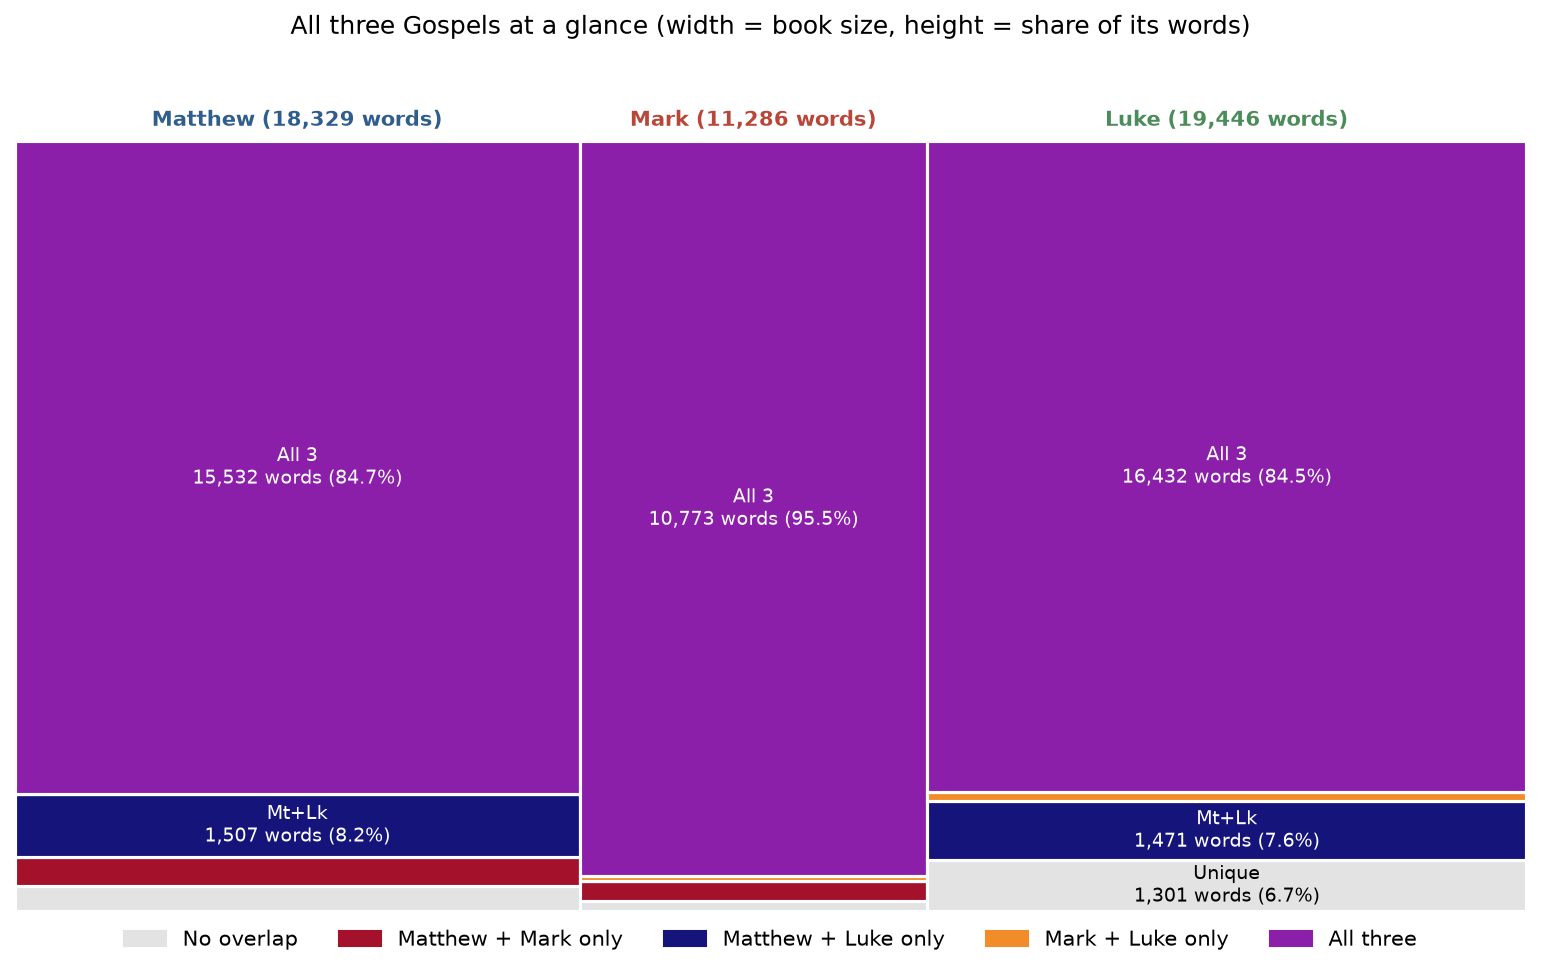 All three Gospels at a glance (width = book size, height = share of its words)
Matthew (18,329 words)
Mark (11,286 words)
Luke (19,446 words)
All 3
15,532 words (84.7%)
All 3
10,773 words (95.5%)
All 3
16,432 words (84.5%)
Mt+Lk
1,507 words (8.2%)
Mt+Lk
1,471 words (7.6%)
Unique
1,301 words (6.7%)
No overlap
Matthew + Mark only
Matthew + Luke only
Mark + Luke only
All three